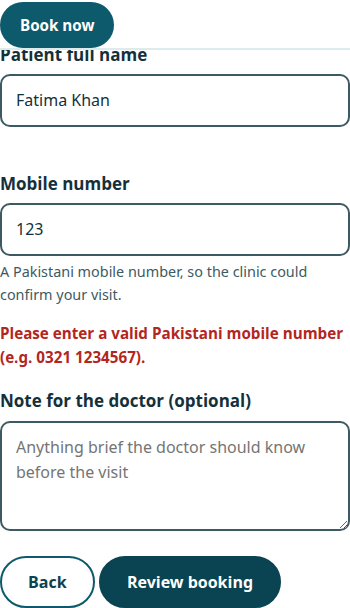 Book now
Patient full name
Fatima Khan
Mobile number
123
A Pakistani mobile number, so the clinic could
confirm your visit.
Please enter a valid Pakistani mobile number
(e.g. 0321 1234567).
Note for the doctor (optional)
Anything brief the doctor should know
before the visit
Back
Review booking